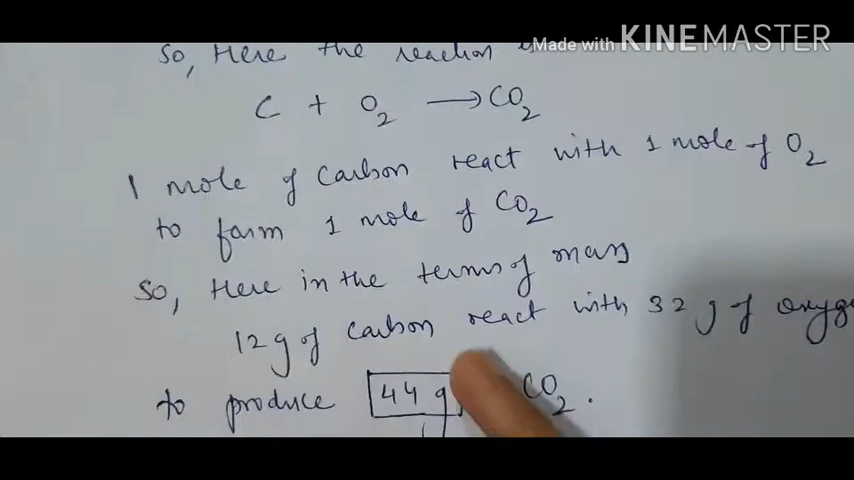 Made with KINEMASTER
So, Here the reaction is
C + O2 → CO2
1 mole of Carbon react with 1 mole of O2
to form 1 mole of CO2
So, Here in the terms of mass
12 g of carbon react with 32 g of oxyg
to produce 44 g CO2.